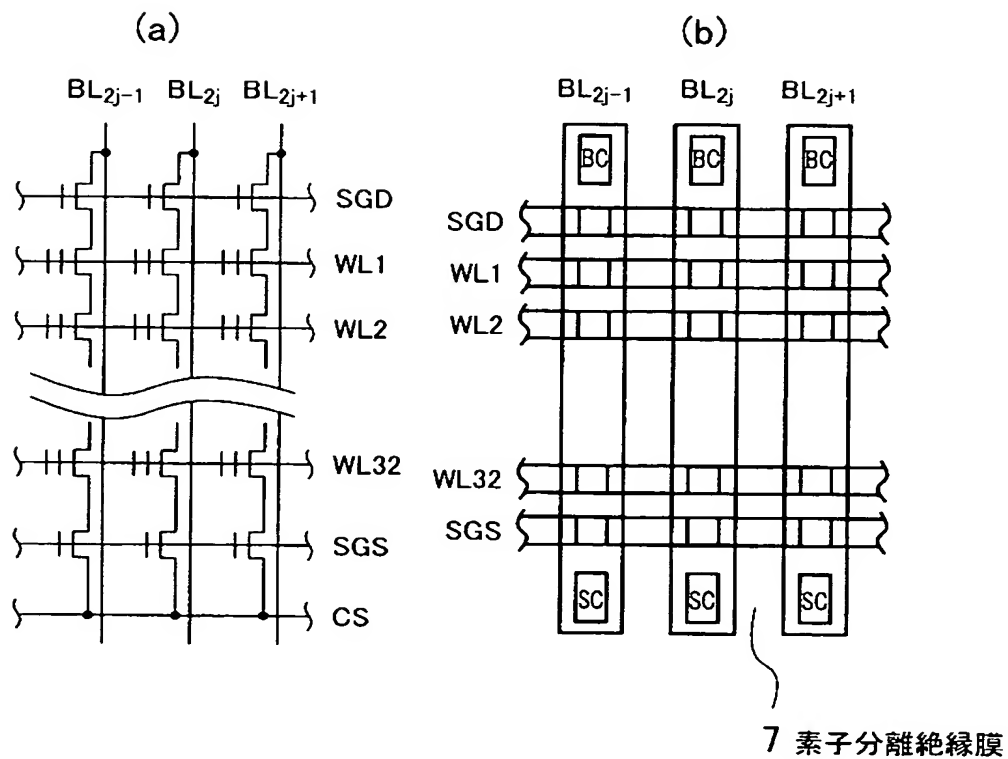 (a)
BL2j-1 BL2j BL2j+1
SGD
WL1
WL2
WL32
SGS
CS
(b)
BL2j-1 BL2j BL2j+1
BC BC BC
SGD
WL1
WL2
WL32
SGS
SC SC SC
7 素子分離絶縁膜